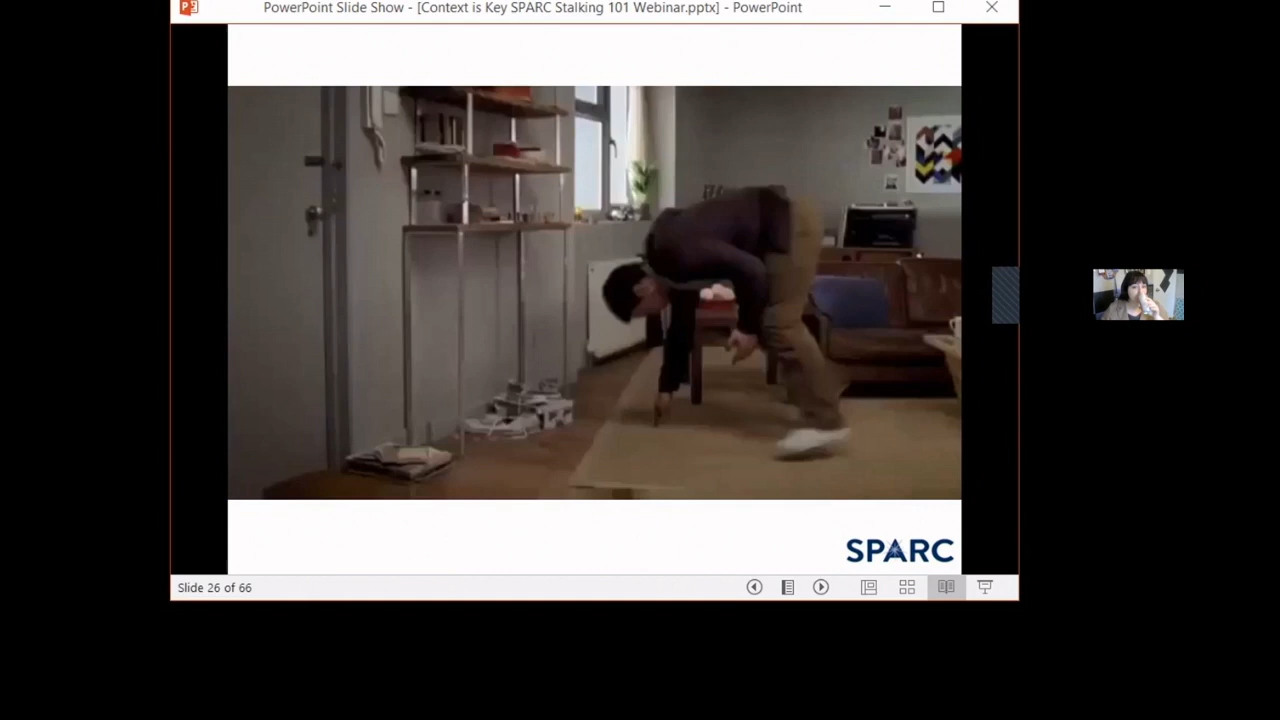 PowerPoint Slide Show - [Context is Key SPARC Stalking 101 Webinar.pptx] - PowerPoint
SPARC
Slide 26 of 66